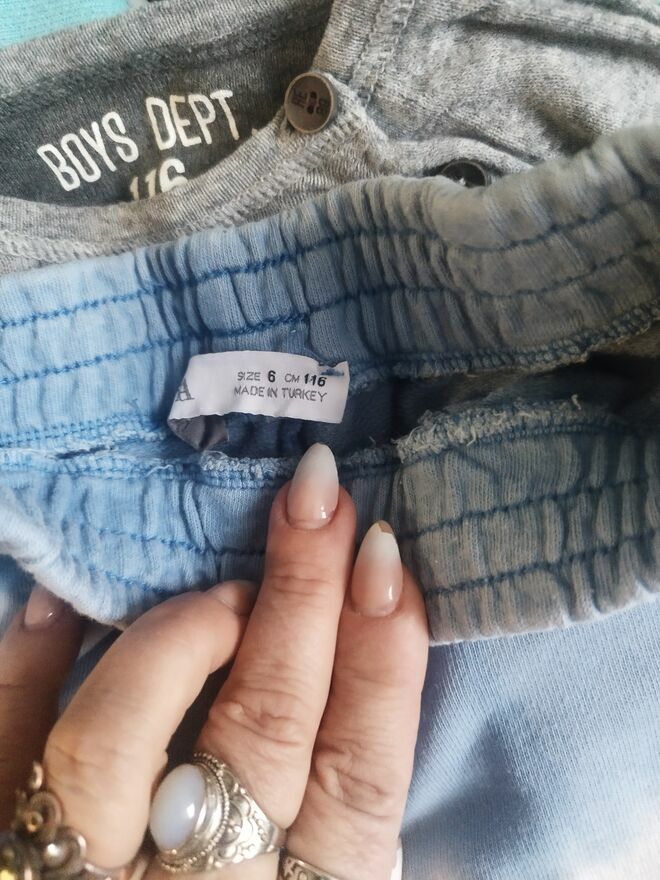 BOYS DEPT
116
A
SIZE 6 CM 116
MADE IN TURKEY